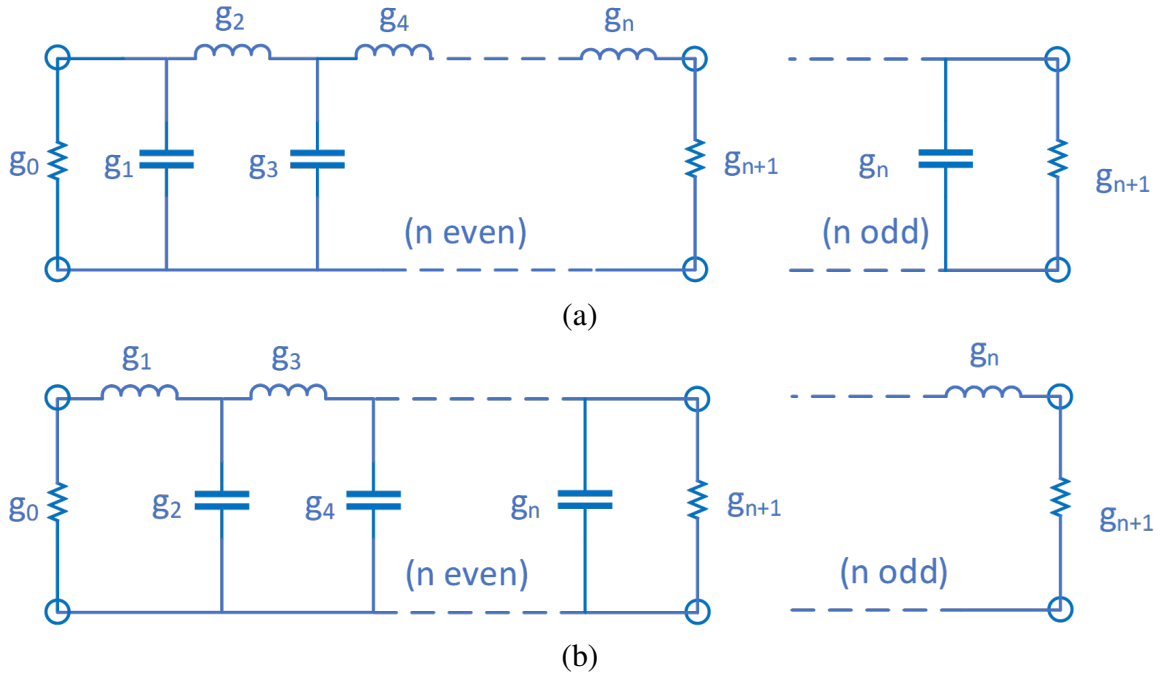 g₂ g₄ gₙ
g₀ g₁ g₃ gₙ₊₁ gₙ gₙ₊₁
(n even) (n odd)
(a)
g₁ g₃ gₙ
g₀ g₂ g₄ gₙ gₙ₊₁ gₙ₊₁
(n even) (n odd)
(b)